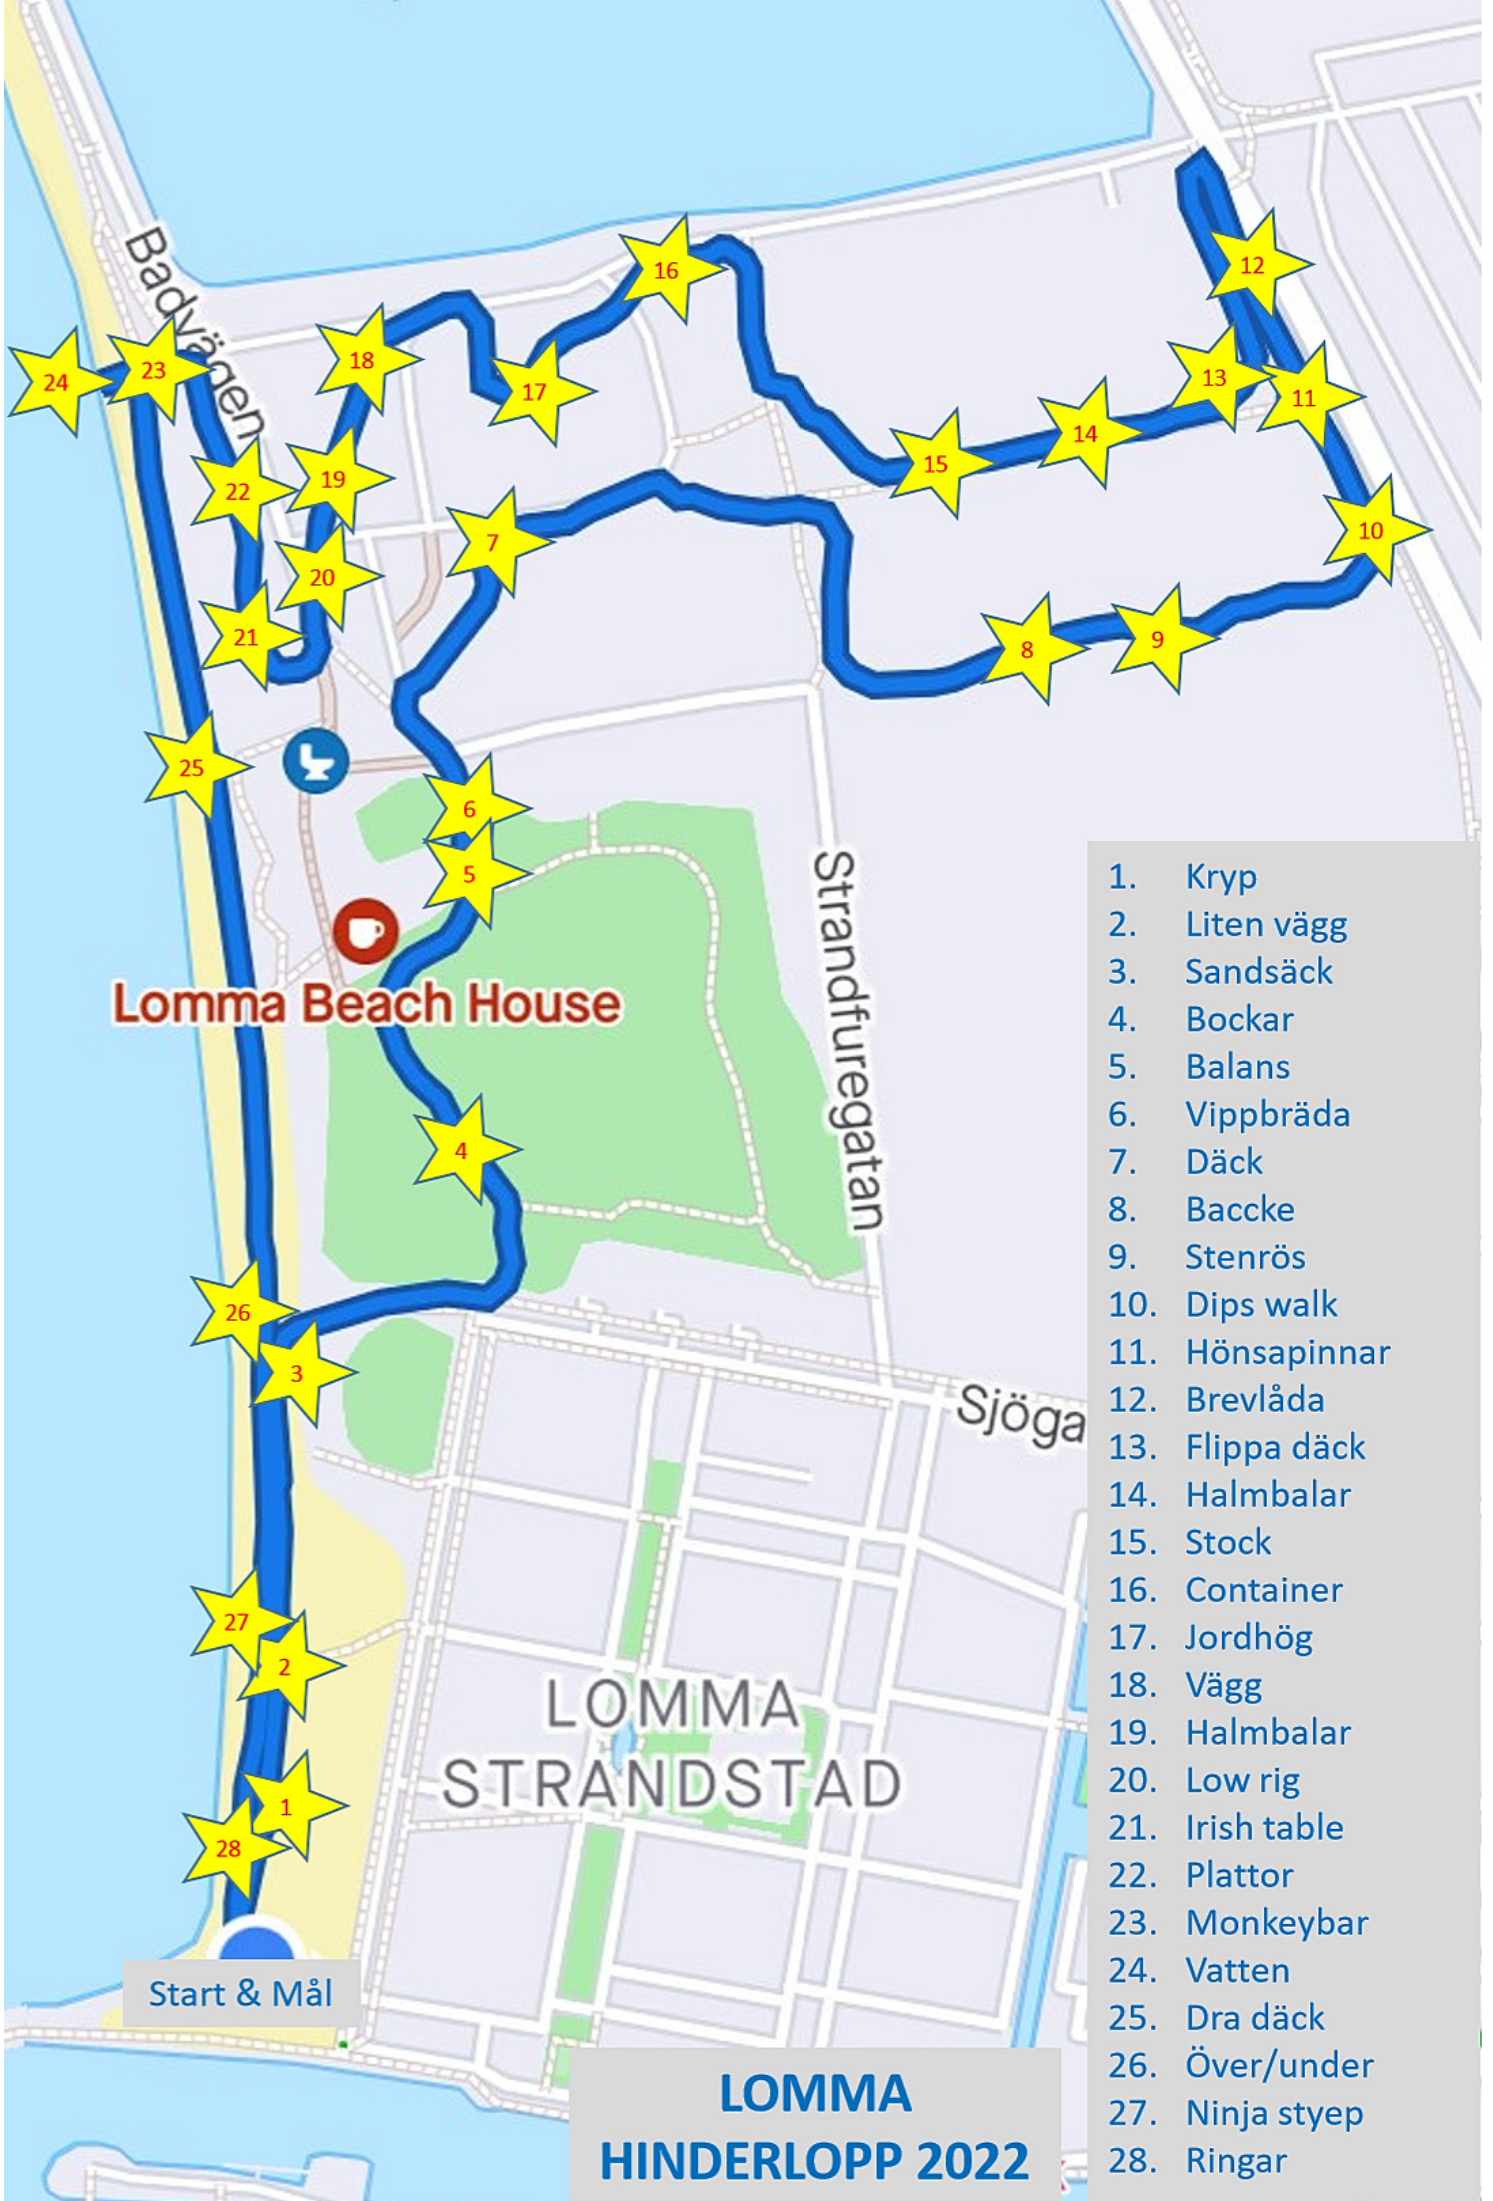 16
12
Badvägen
24
23
18
17
13
11
14
15
22
19
10
7
20
21
8
9
25
6
5
Lomma Beach House
Strandfuregatan
4
26
3
Sjöga
27
2
LOMMA
STRANDSTAD
1
28
Start & Mål
LOMMA
HINDERLOPP 2022
1. Kryp
2. Liten vägg
3. Sandsäck
4. Bockar
5. Balans
6. Vippbräda
7. Däck
8. Baccke
9. Stenrös
10. Dips walk
11. Hönsapinnar
12. Brevlåda
13. Flippa däck
14. Halmbalar
15. Stock
16. Container
17. Jordhög
18. Vägg
19. Halmbalar
20. Low rig
21. Irish table
22. Plattor
23. Monkeybar
24. Vatten
25. Dra däck
26. Över/under
27. Ninja styep
28. Ringar